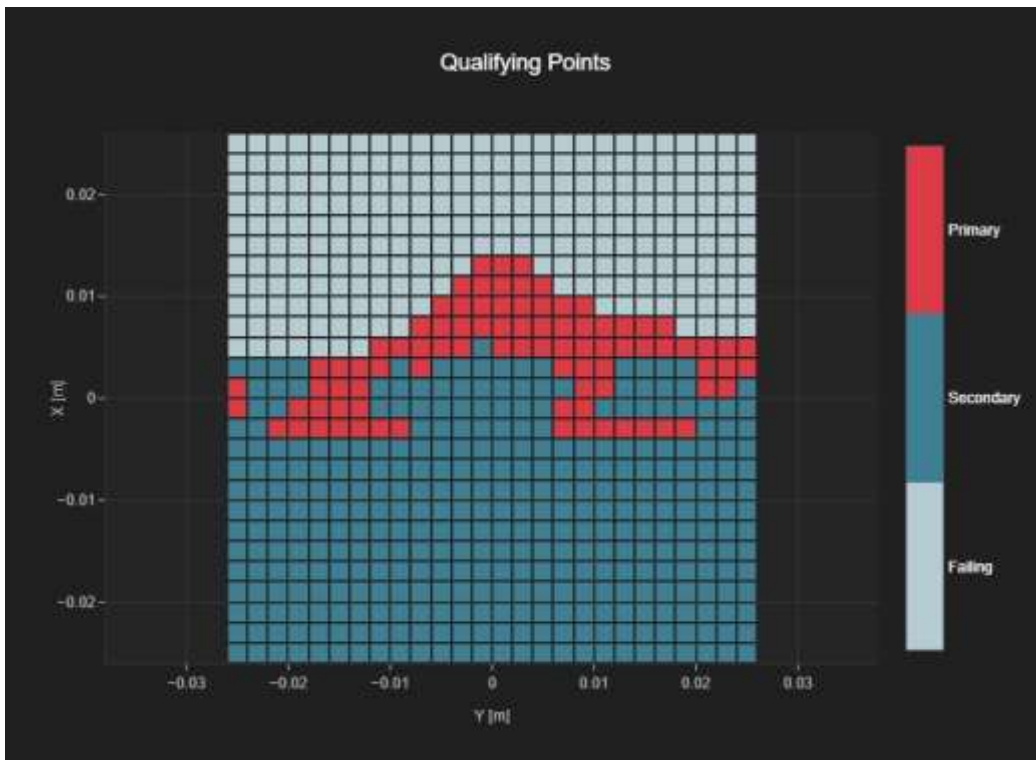 Qualifying Points
0.02
0.01
0
−0.01
−0.02
X [m]
−0.03
−0.02
−0.01
0
0.01
0.02
0.03
Y [m]
Primary
Secondary
Failing